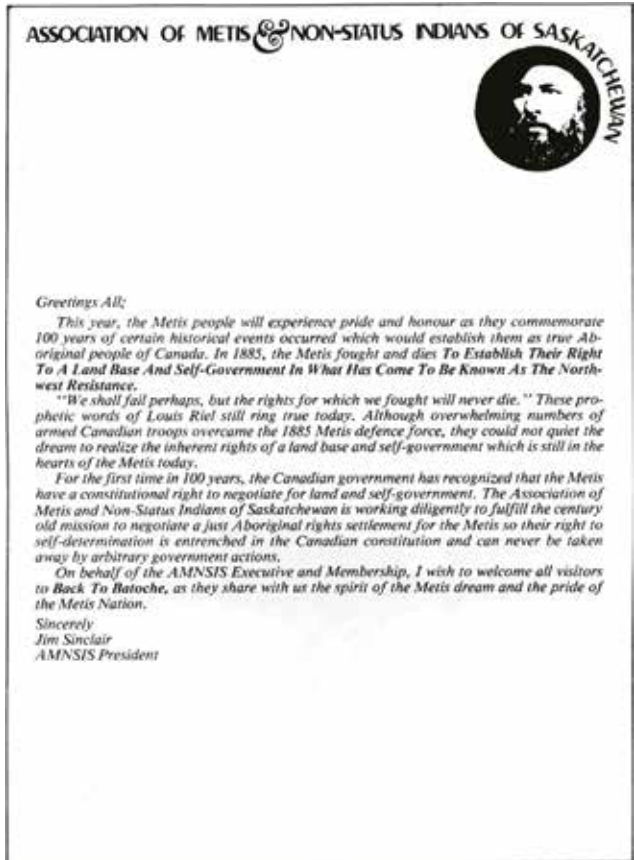 ASSOCIATION OF METIS & NON-STATUS INDIANS OF SASKATCHEWAN
Greetings All;
This year, the Metis people will experience pride and honour as they commemorate
100 years of certain historical events occurred which would establish them as true Ab-
original people of Canada. In 1885, the Metis fought and dies To Establish Their Right
To A Land Base And Self-Government In What Has Come To Be Known As The North-
west Resistance.
"We shall fail perhaps, but the rights for which we fought will never die." These pro-
phetic words of Louis Riel still ring true today. Although overwhelming numbers of
armed Canadian troops overcame the 1885 Metis defence force, they could not quiet the
dream to realize the inherent rights of a land base and self-government which is still in the
hearts of the Metis today.
For the first time in 100 years, the Canadian government has recognized that the Metis
have a constitutional right to negotiate for land and self-government. The Association of
Metis and Non-Status Indians of Saskatchewan is working diligently to fulfill the century
old mission to negotiate a just Aboriginal rights settlement for the Metis so their right to
self-determination is entrenched in the Canadian constitution and can never be taken
away by arbitrary government actions.
On behalf of the AMNSIS Executive and Membership, I wish to welcome all visitors
to Back To Batoche, as they share with us the spirit of the Metis dream and the pride of
the Metis Nation.
Sincerely
Jim Sinclair
AMNSIS President